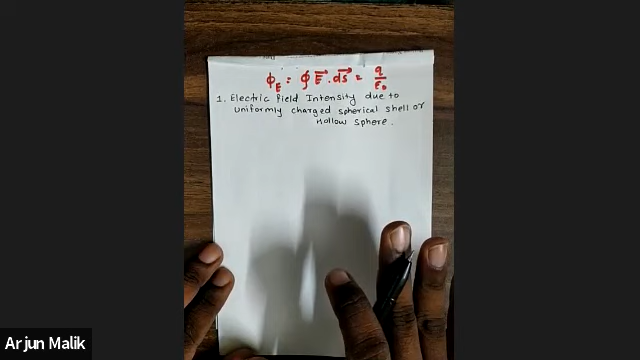 ϕE = ∮ E⃗ . ds⃗ = q/ε0
1. Electric field Intensity due to
uniformly charged spherical shell or
Hollow sphere.
Arjun Malik